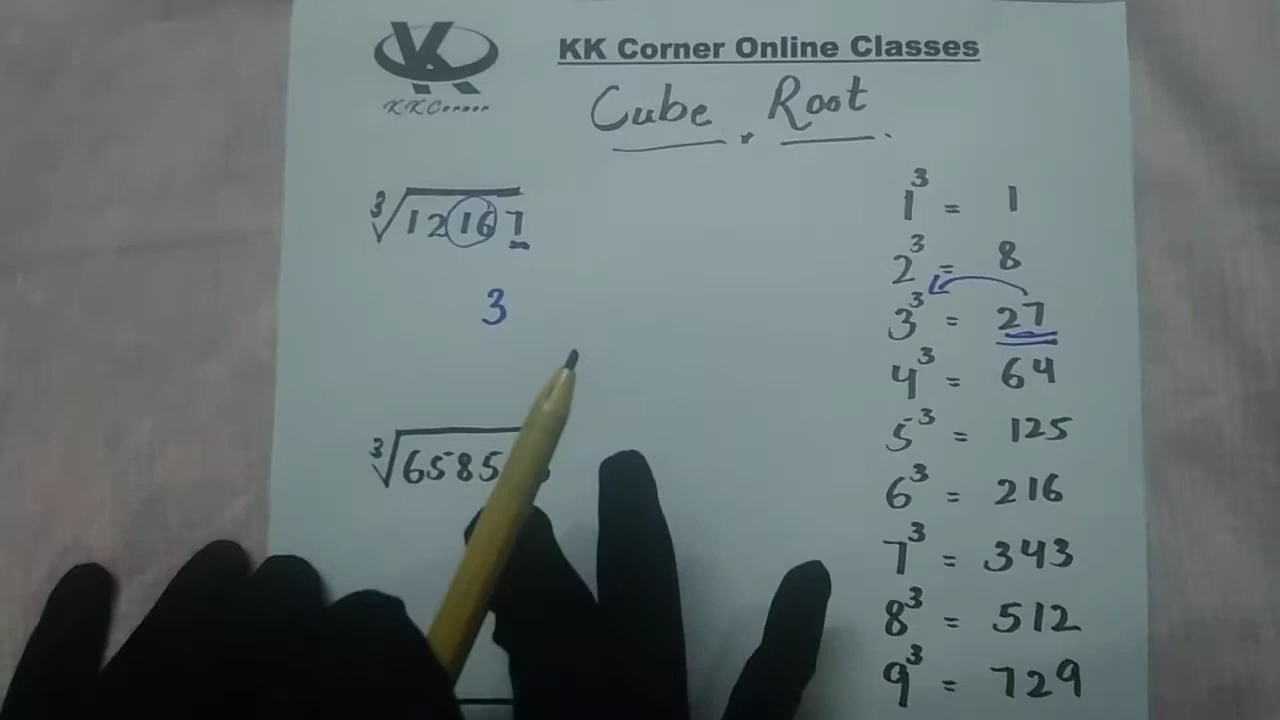 KK Corner Online Classes
KKCorner
Cube Root
∛12167
3
∛6585
1³ = 1
2³ = 8
3³ = 27
4³ = 64
5³ = 125
6³ = 216
7³ = 343
8³ = 512
9³ = 729